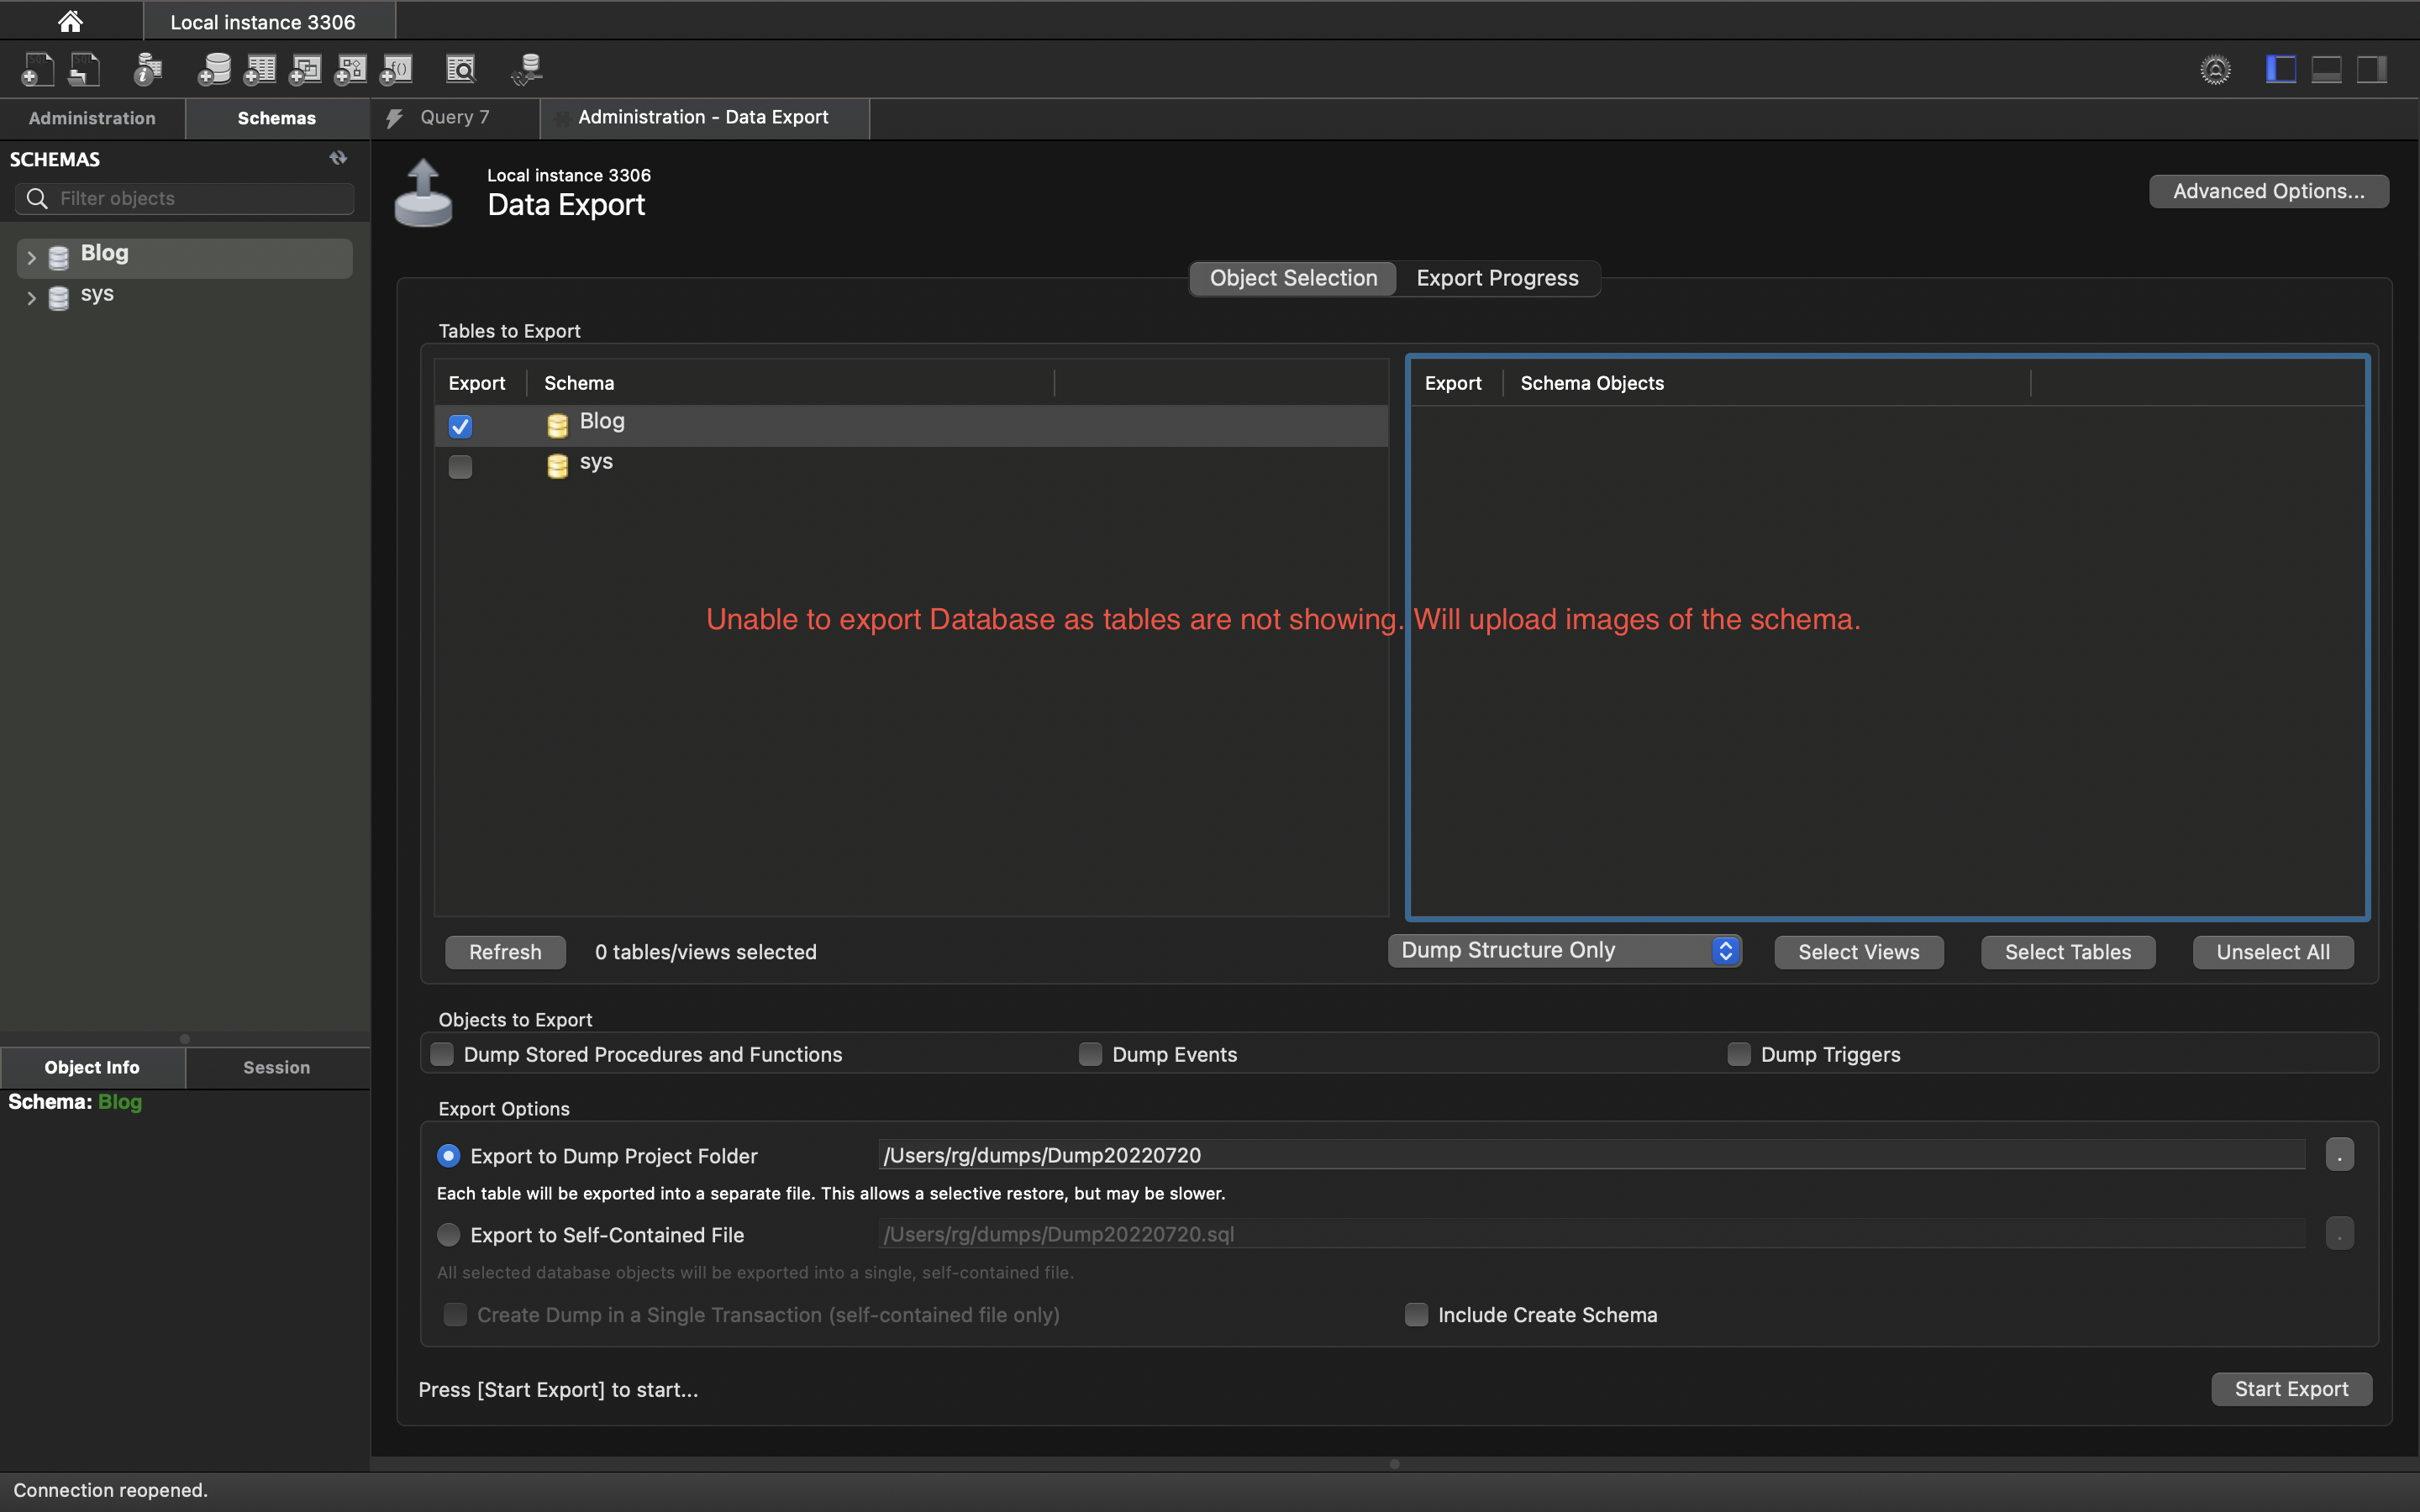 Local instance 3306
Administration
Schemas
Query 7
Administration - Data Export
SCHEMAS
Filter objects
Blog
sys
Local instance 3306
Data Export
Advanced Options...
Object Selection
Export Progress
Tables to Export
Export
Schema
Blog
sys
Export
Schema Objects
Unable to export Database as tables are not showing. Will upload images of the schema.
Refresh
0 tables/views selected
Dump Structure Only
Select Views
Select Tables
Unselect All
Objects to Export
Dump Stored Procedures and Functions
Dump Events
Dump Triggers
Object Info
Session
Schema: Blog
Export Options
Export to Dump Project Folder
/Users/rg/dumps/Dump20220720
.
Each table will be exported into a separate file. This allows a selective restore, but may be slower.
Export to Self-Contained File
/Users/rg/dumps/Dump20220720.sql
.
All selected database objects will be exported into a single, self-contained file.
Create Dump in a Single Transaction (self-contained file only)
Include Create Schema
Press [Start Export] to start...
Start Export
Connection reopened.